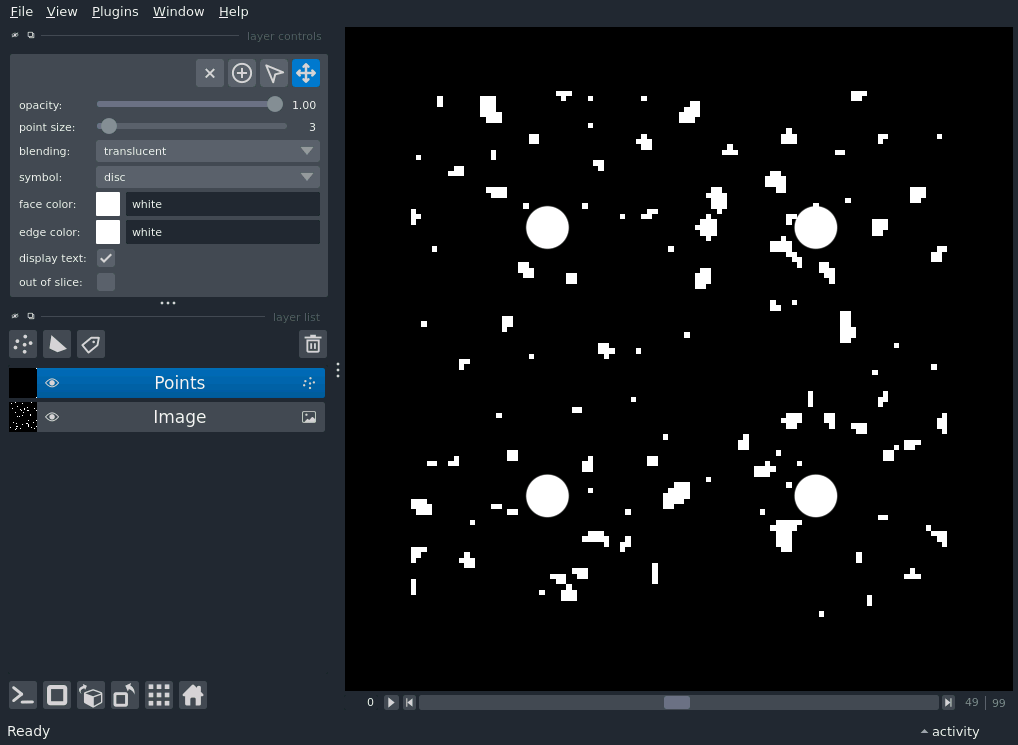 File View Plugins Window Help
layer controls
opacity: 1.00
point size: 3
blending: translucent
symbol: disc
face color: white
edge color: white
display text:
out of slice:
layer list
Points
Image
0 49 | 99
Ready activity